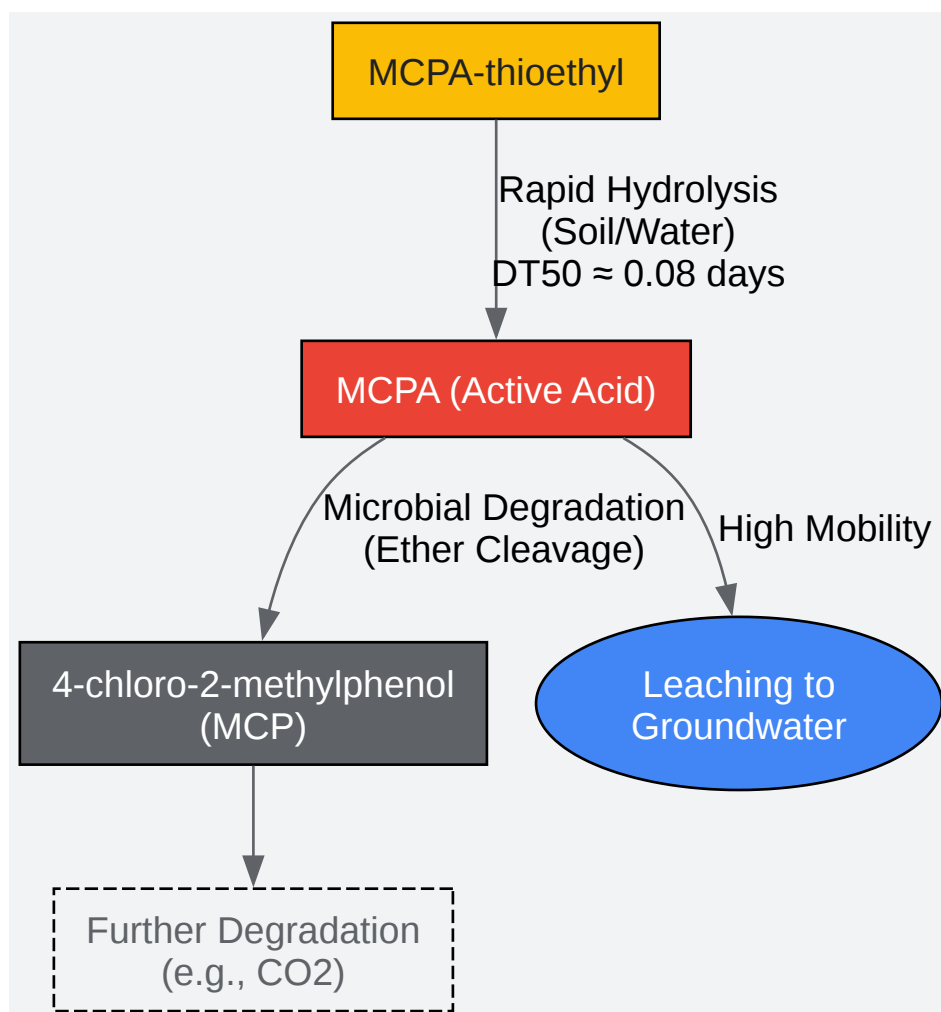 MCPA-thioethyl
Rapid Hydrolysis
(Soil/Water)
DT50 ≈ 0.08 days
MCPA (Active Acid)
Microbial Degradation
(Ether Cleavage)
High Mobility
4-chloro-2-methylphenol
(MCP)
Leaching to
Groundwater
Further Degradation
(e.g., CO2)